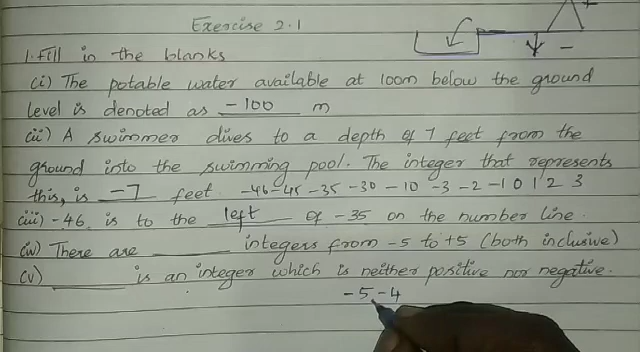 Exercise 2.1
1. Fill in the blanks
(i) The potable water available at 100m below the ground
level is denoted as -100 m
(ii) A swimmer dives to a depth of 7 feet from the
ground into the swimming pool. The integer that represents
this, is -7 feet. -46 -45 -35 -30 -10 -3 -2 -1 0 1 2 3
(iii) -46 is to the left of -35 on the number line.
(iv) There are ______ integers from -5 to +5 (both inclusive)
(v) ______ is an integer which is neither positive nor negative.
-5 -4